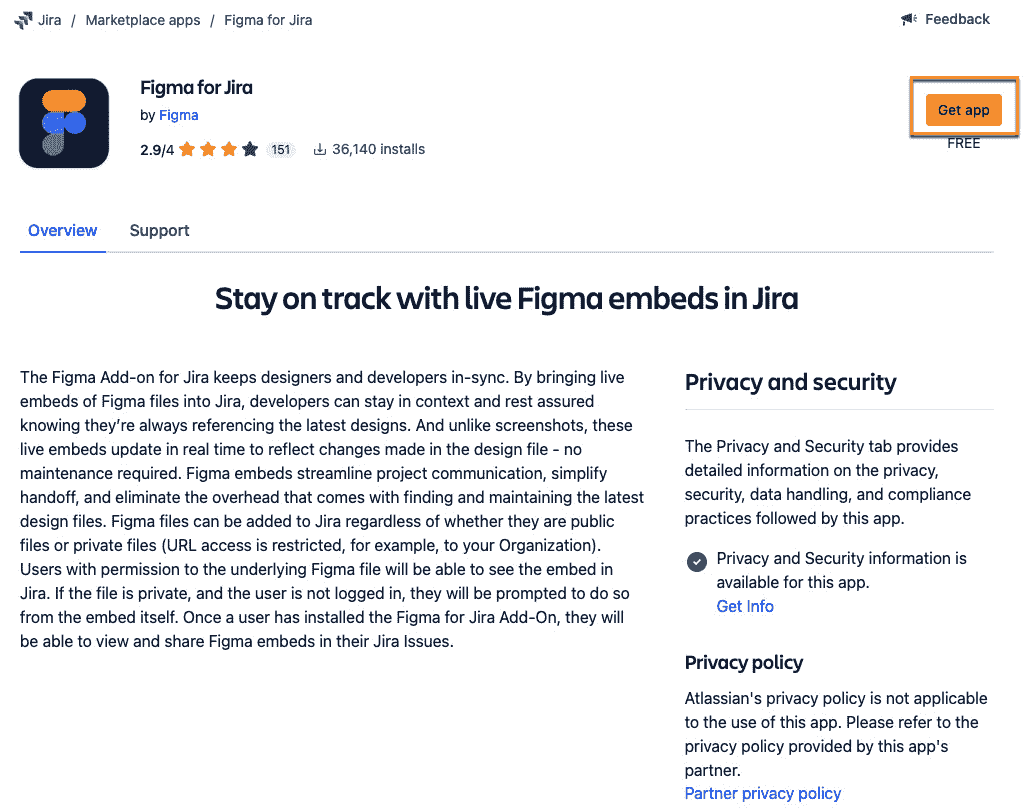 Jira / Marketplace apps / Figma for Jira
Feedback
Figma for Jira
by Figma
2.9/4 151 36,140 installs
Get app
FREE
Overview Support
Stay on track with live Figma embeds in Jira
The Figma Add-on for Jira keeps designers and developers in-sync. By bringing live
embeds of Figma files into Jira, developers can stay in context and rest assured
knowing they’re always referencing the latest designs. And unlike screenshots, these
live embeds update in real time to reflect changes made in the design file - no
maintenance required. Figma embeds streamline project communication, simplify
handoff, and eliminate the overhead that comes with finding and maintaining the latest
design files. Figma files can be added to Jira regardless of whether they are public
files or private files (URL access is restricted, for example, to your Organization).
Users with permission to the underlying Figma file will be able to see the embed in
Jira. If the file is private, and the user is not logged in, they will be prompted to do so
from the embed itself. Once a user has installed the Figma for Jira Add-On, they will
be able to view and share Figma embeds in their Jira Issues.
Privacy and security
The Privacy and Security tab provides
detailed information on the privacy,
security, data handling, and compliance
practices followed by this app.
Privacy and Security information is
available for this app.
Get Info
Privacy policy
Atlassian's privacy policy is not applicable
to the use of this app. Please refer to the
privacy policy provided by this app's
partner.
Partner privacy policy